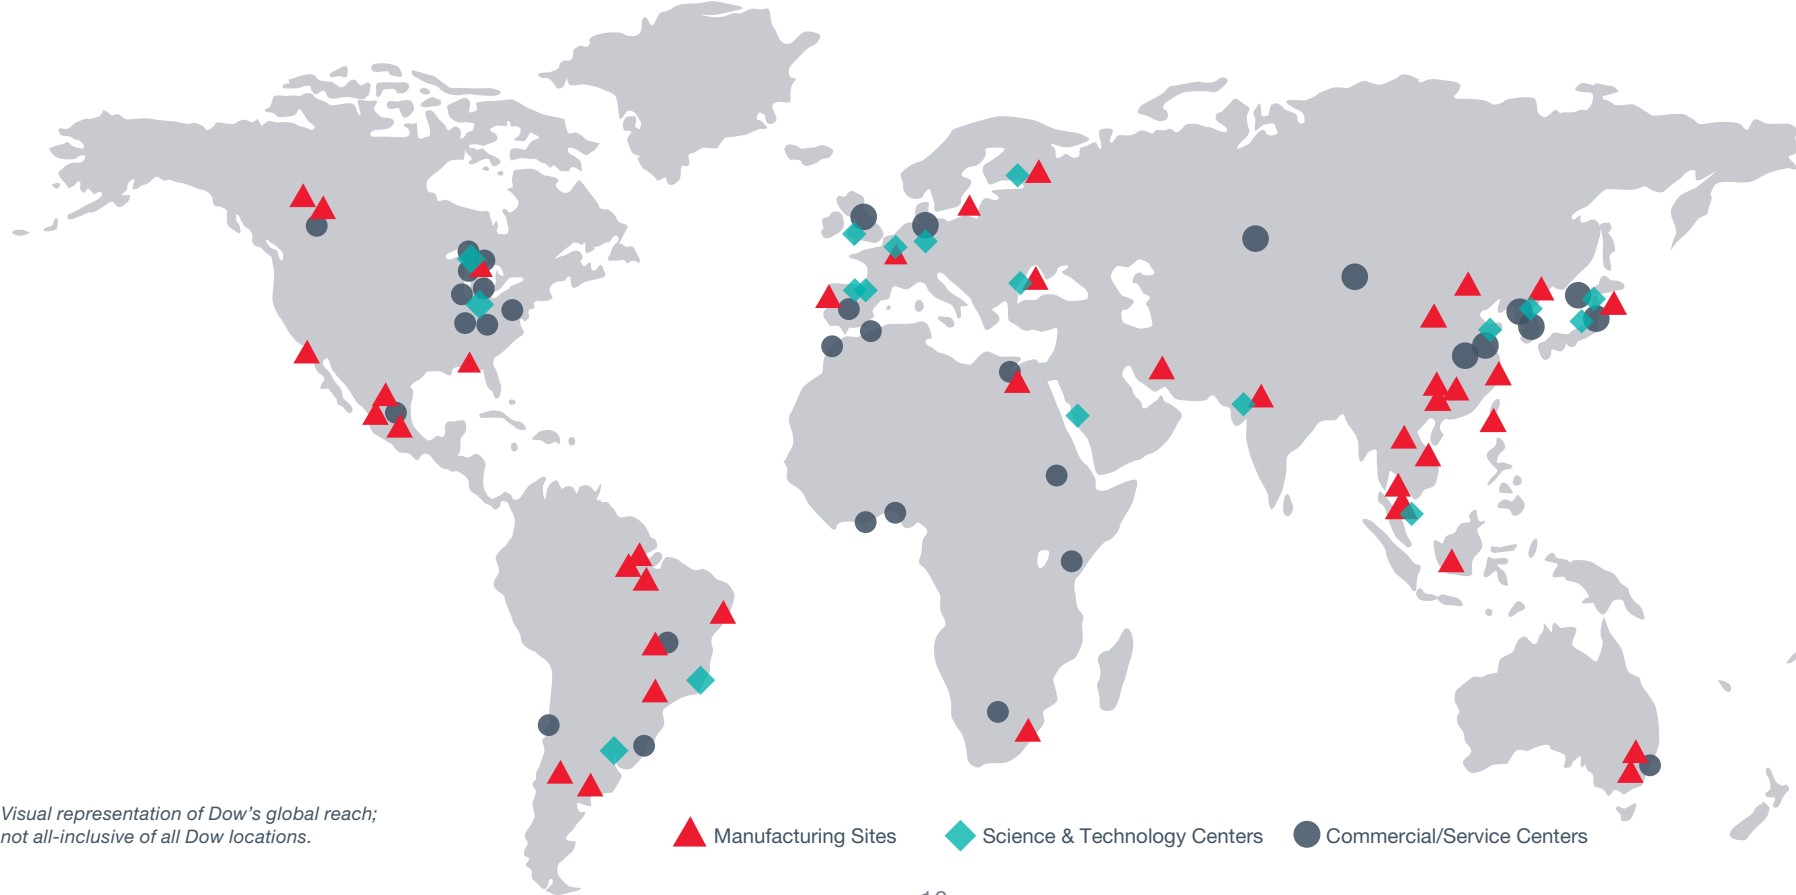 Visual representation of Dow’s global reach;
not all-inclusive of all Dow locations.
Manufacturing Sites
Science & Technology Centers
Commercial/Service Centers